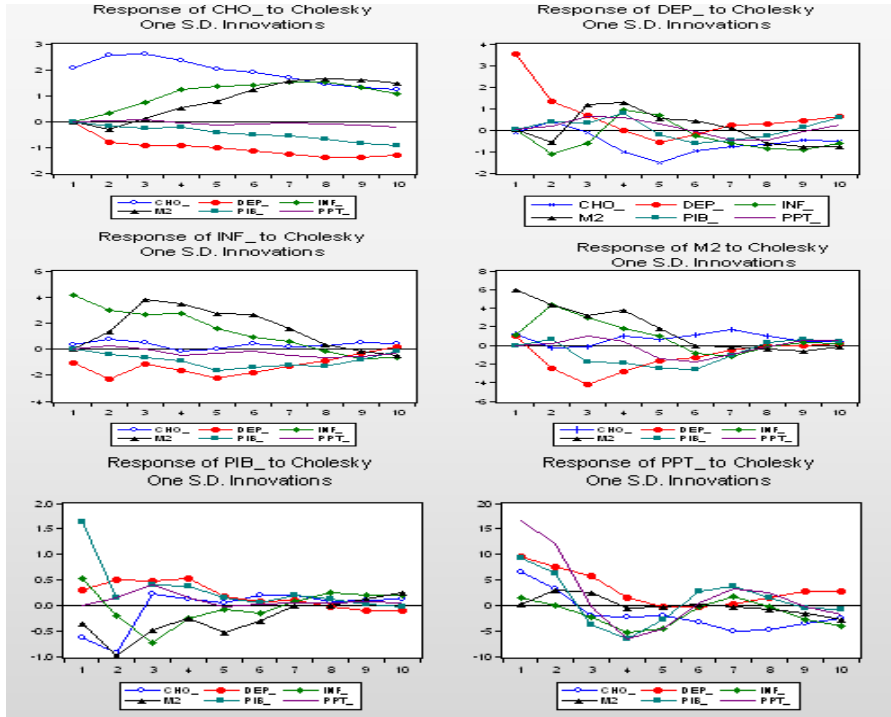 Response of CHO_ to Cholesky
One S.D. Innovations
3
2
1
0
-1
-2
1 2 3 4 5 6 7 8 9 10
CHO_ DEP_ INF_
M2 PIB_ PPT_
Response of DEP_ to Cholesky
One S.D. Innovations
4
3
2
1
0
-1
-2
1 2 3 4 5 6 7 8 9 10
CHO_ DEP_ INF_
M2 PIB_ PPT_
Response of INF_ to Cholesky
One S.D. Innovations
6
4
2
0
-2
-4
1 2 3 4 5 6 7 8 9 10
CHO_ DEP_ INF_
M2 PIB_ PPT_
Response of M2 to Cholesky
One S.D. Innovations
8
6
4
2
0
-2
-4
-6
1 2 3 4 5 6 7 8 9 10
CHO_ DEP_ INF_
M2 PIB_ PPT_
Response of PIB_ to Cholesky
One S.D. Innovations
2.0
1.5
1.0
0.5
0.0
-0.5
-1.0
1 2 3 4 5 6 7 8 9 10
CHO_ DEP_ INF_
M2 PIB_ PPT_
Response of PPT_ to Cholesky
One S.D. Innovations
20
15
10
5
0
-5
-10
1 2 3 4 5 6 7 8 9 10
CHO_ DEP_ INF_
M2 PIB_ PPT_